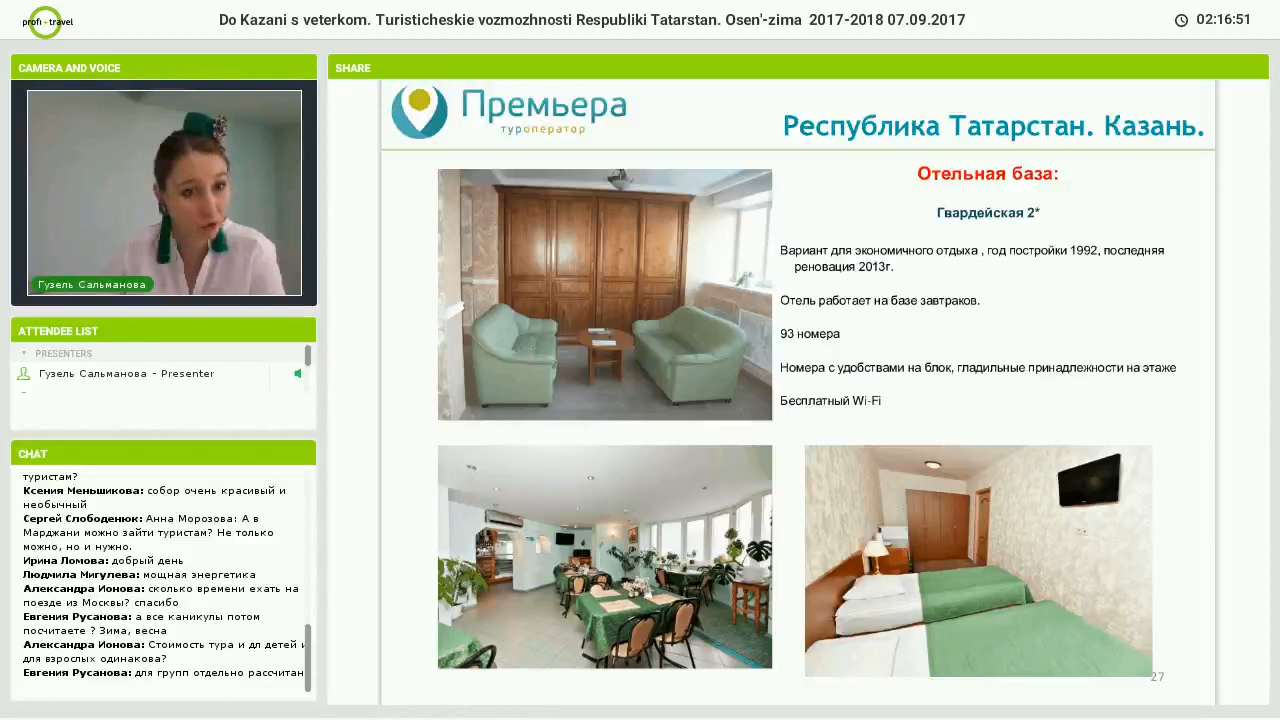 profi travel
Do Kazani s veterkom. Turisticheskie vozmozhnosti Respubliki Tatarstan. Osen'-zima 2017-2018 07.09.2017
02:16:51
CAMERA AND VOICE
Гузель Сальманова
ATTENDEE LIST
PRESENTERS
Гузель Сальманова - Presenter
CHAT
туристам?
Ксения Меньшикова: собор очень красивый и
необычный
Сергей Слободенюк: Анна Морозова: А в
Марджани можно зайти туристам? Не только
можно, но и нужно.
Ирина Ломова: добрый день
Людмила Мигулева: мощная энергетика
Александра Ионова: сколько времени ехать на
поезде из Москвы? спасибо
Евгения Русанова: а все каникулы потом
посчитаете ? Зима, весна
Александра Ионова: Стоимость тура и дл детей и
для взрослых одинакова?
Евгения Русанова: для групп отдельно рассчитан
SHARE
Премьера
туроператор
Республика Татарстан. Казань.
Отельная база:
Гвардейская 2*
Вариант для экономичного отдыха , год постройки 1992, последняя
реновация 2013г.
Отель работает на базе завтраков.
93 номера
Номера с удобствами на блок, гладильные принадлежности на этаже
Бесплатный Wi-Fi
27